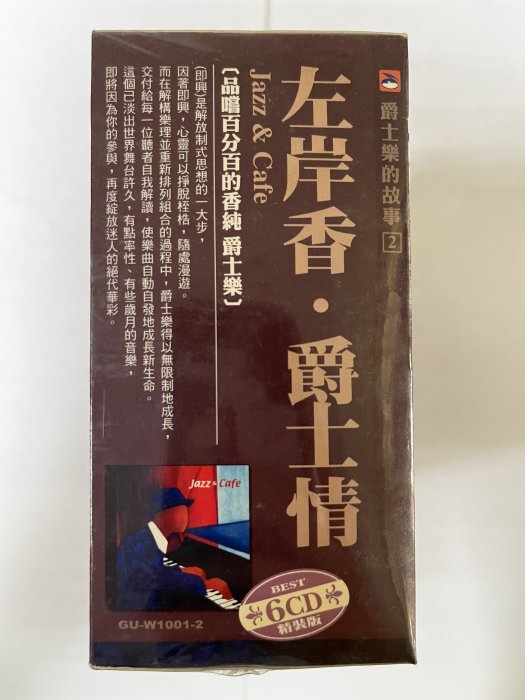 爵士樂的故事 2
左岸香·爵士情
Jazz & Cafe
〔品嚐百分百的香純 爵士樂〕
(即興)是解放制式思想的一大步，
因著即興，心靈可以掙脫桎梏，隨處漫遊。
而在解構樂理並重新排列組合的過程中，爵士樂得以無限制地成長，
交付給每一位聽者自我解讀，使樂曲自動自發地成長新生命。
這個已淡出世界舞台許久，有點率性、有些歲月的音樂，
即將因為你的參與，再度綻放迷人的絕代華彩。
Jazz & Cafe
BEST
6CD
精裝版
GU-W1001-2